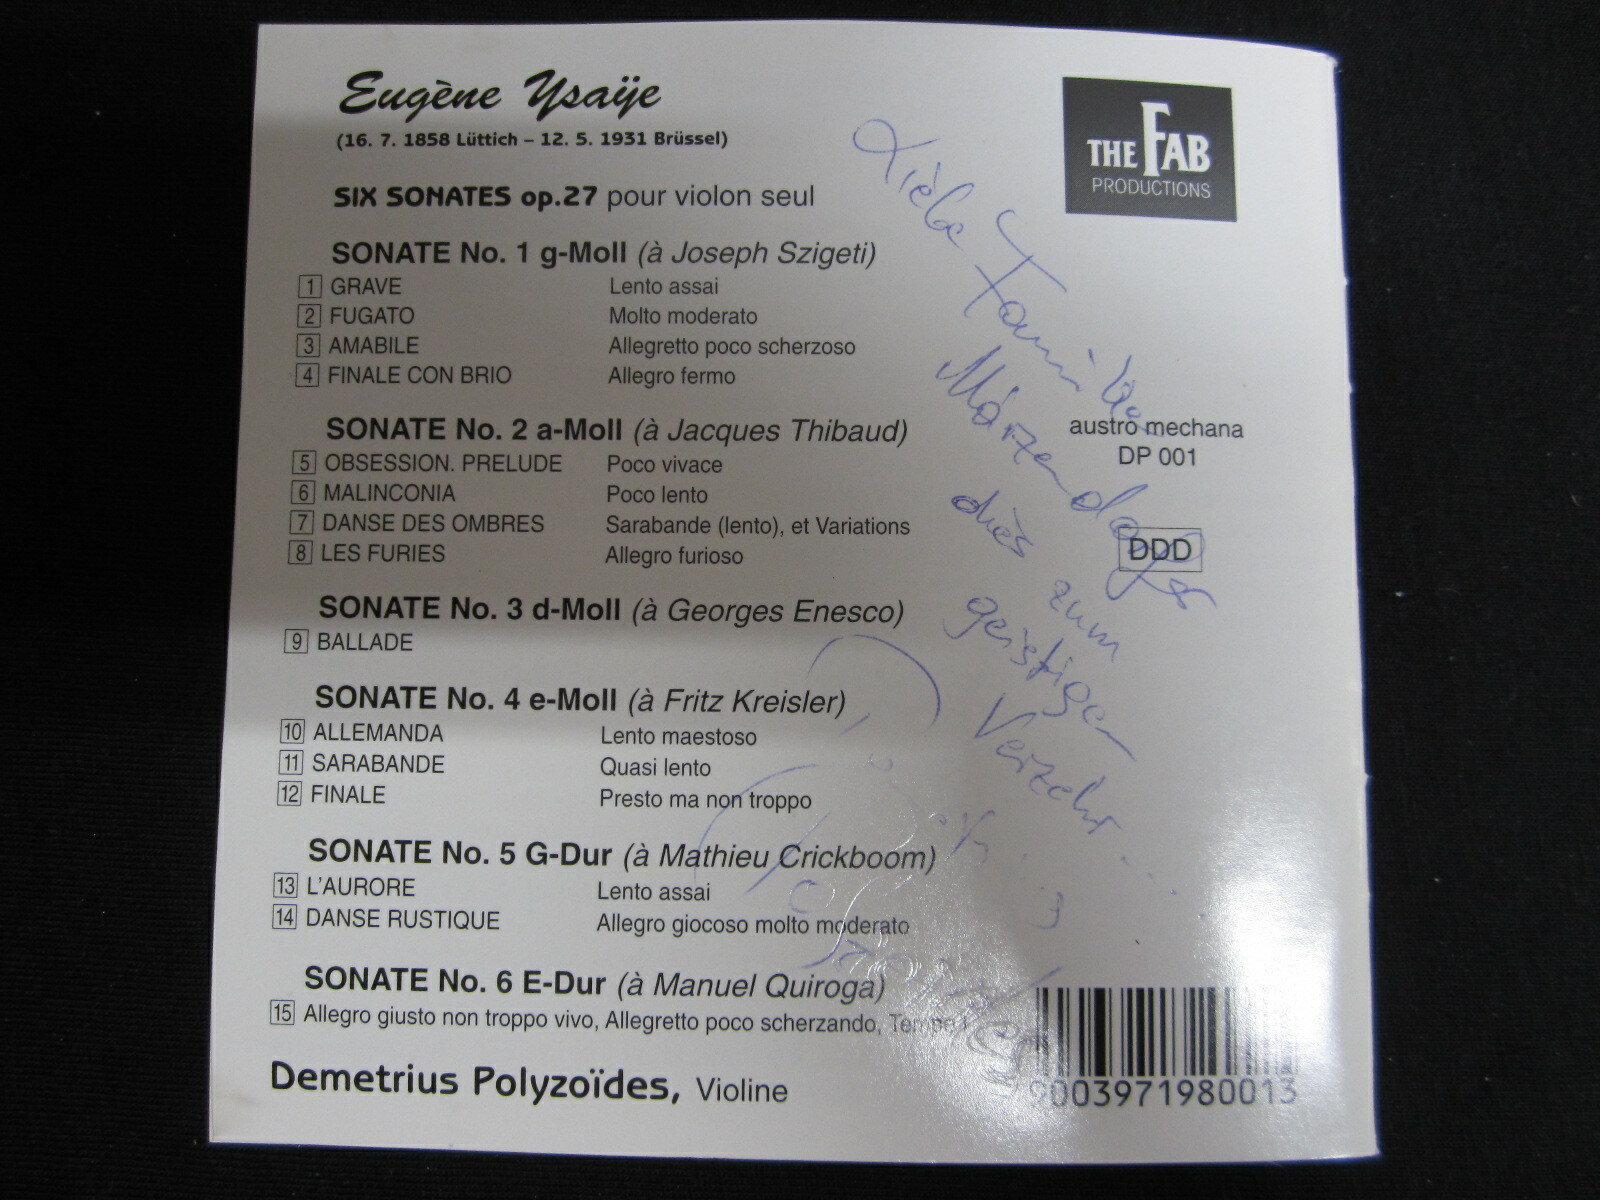 Eugène Ysaÿe
(16. 7. 1858 Lüttich – 12. 5. 1931 Brüssel)
THE FAB
PRODUCTIONS
SIX SONATES op.27 pour violon seul
SONATE No. 1 g-Moll (à Joseph Szigeti)
1 GRAVE Lento assai
2 FUGATO Molto moderato
3 AMABILE Allegretto poco scherzoso
4 FINALE CON BRIO Allegro fermo
SONATE No. 2 a-Moll (à Jacques Thibaud)
5 OBSESSION. PRELUDE Poco vivace
6 MALINCONIA Poco lento
7 DANSE DES OMBRES Sarabande (lento), et Variations
8 LES FURIES Allegro furioso
SONATE No. 3 d-Moll (à Georges Enesco)
9 BALLADE
SONATE No. 4 e-Moll (à Fritz Kreisler)
10 ALLEMANDA Lento maestoso
11 SARABANDE Quasi lento
12 FINALE Presto ma non troppo
SONATE No. 5 G-Dur (à Mathieu Crickboom)
13 L'AURORE Lento assai
14 DANSE RUSTIQUE Allegro giocoso molto moderato
SONATE No. 6 E-Dur (à Manuel Quiroga)
15 Allegro giusto non troppo vivo, Allegretto poco scherzando, Tempo I
Demetrius Polyzoïdes, Violine
austro mechana
DP 001
DDD
9003971980013
Liebe
Familie
dies zum
geistigen
Verzehr...